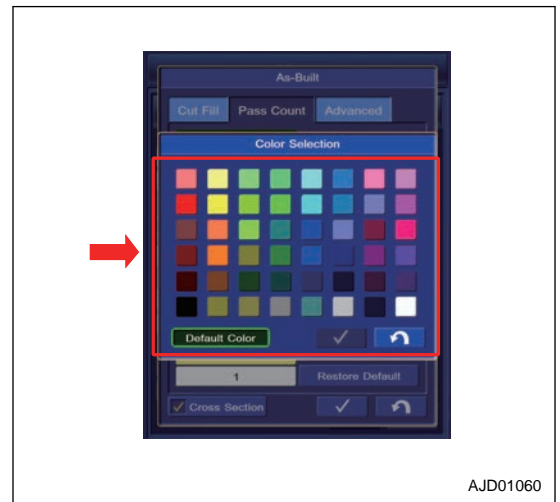 As-Built
Cut Fill Pass Count Advanced
Color Selection
Default Color
1 Restore Default
Cross Section
AJD01060